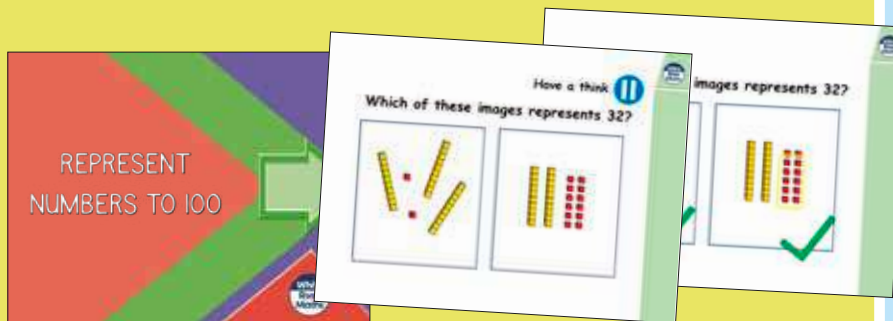 REPRESENT
NUMBERS TO 100
Have a think
Which of these images represents 32?
images represents 32?